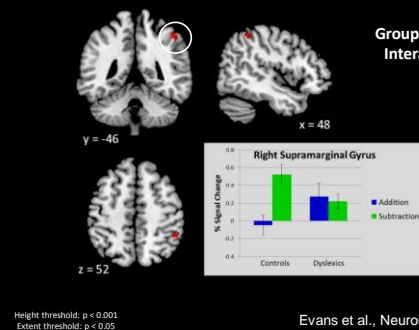 Group
Intera
y = -46
x = 48
z = 52
Right Supramarginal Gyrus
% Signal Change
0.8
0.6
0.4
0.2
0
-0.2
0.4
Controls
Dyslexics
Addition
Subtraction
Height threshold: p < 0.001
Extent threshold: p < 0.05
Evans et al., Neuro